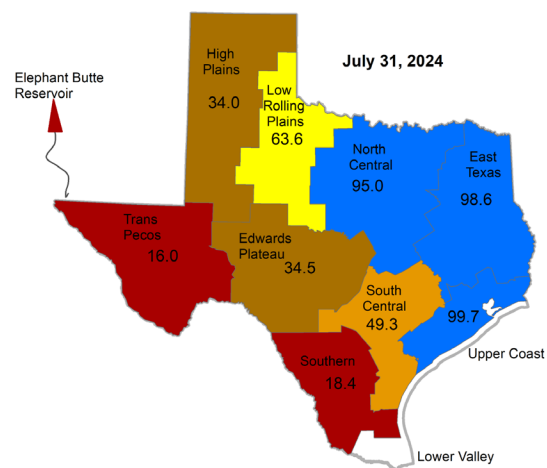 July 31, 2024
High
Plains
34.0
Elephant Butte
Reservoir
Low
Rolling
Plains
63.6
North
Central
95.0
East
Texas
98.6
Trans
Pecos
16.0
Edwards
Plateau
34.5
South
Central
49.3
99.7
Upper Coast
Southern
18.4
Lower Valley